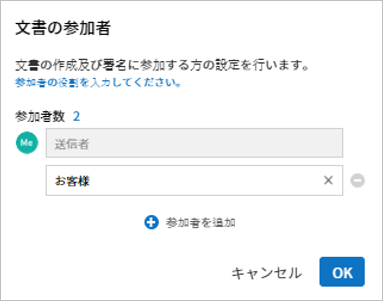 文書の参加者
文書の作成及び署名に参加する方の設定を行います。
参加者の役割を入力してください。
参加者数 2
Me 送信者
お客様
参加者を追加
キャンセル OK